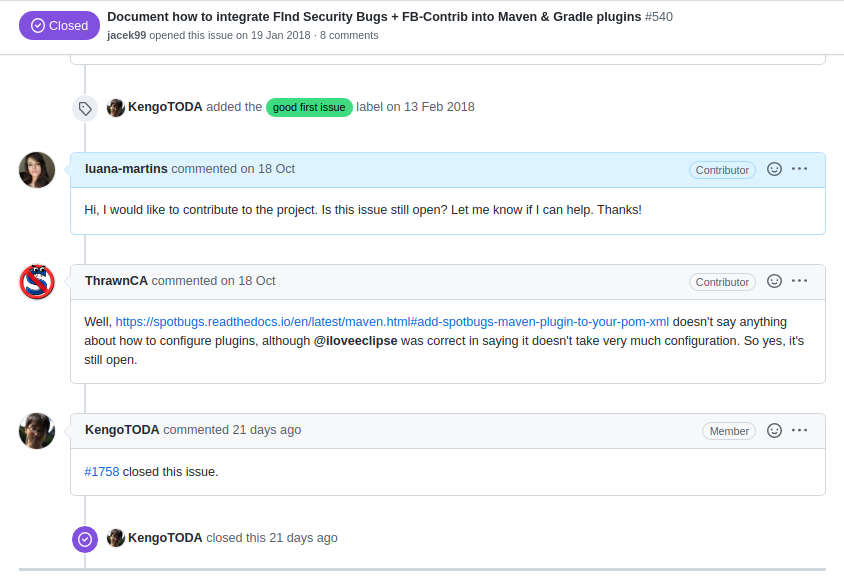 Closed
Document how to integrate FInd Security Bugs + FB-Contrib into Maven & Gradle plugins #540
jacek99 opened this issue on 19 Jan 2018 · 8 comments
KengoTODA added the good first issue label on 13 Feb 2018
luana-martins commented on 18 Oct
Contributor
Hi, I would like to contribute to the project. Is this issue still open? Let me know if I can help. Thanks!
ThrawnCA commented on 18 Oct
Contributor
Well, https://spotbugs.readthedocs.io/en/latest/maven.html#add-spotbugs-maven-plugin-to-your-pom-xml doesn't say anything
about how to configure plugins, although @iloveeclipse was correct in saying it doesn't take very much configuration. So yes, it's
still open.
KengoTODA commented 21 days ago
Member
#1758 closed this issue.
KengoTODA closed this 21 days ago